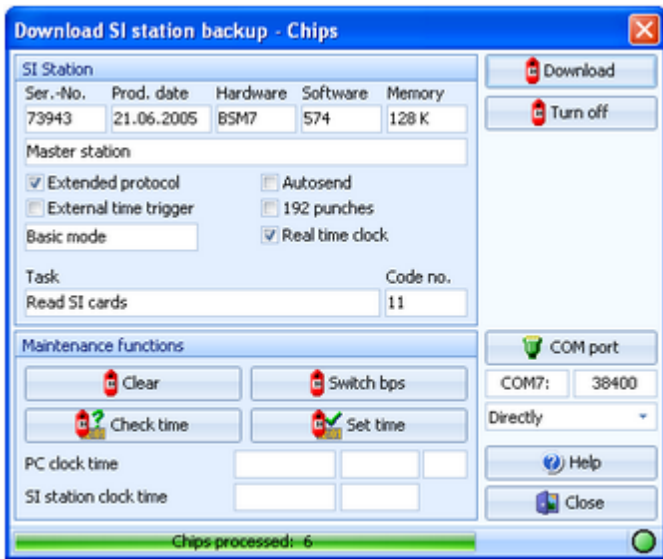 Download SI station backup - Chips
SI Station
Ser.-No. Prod. date Hardware Software Memory
73943 21.06.2005 BSM7 574 128 K
Master station
Extended protocol Autosend
External time trigger 192 punches
Basic mode Real time clock
Task Code no.
Read SI cards 11
Download
Turn off
Maintenance functions
Clear Switch bps
Check time Set time
PC clock time
SI station clock time
COM port
COM7: 38400
Directly
Help
Close
Chips processed: 6